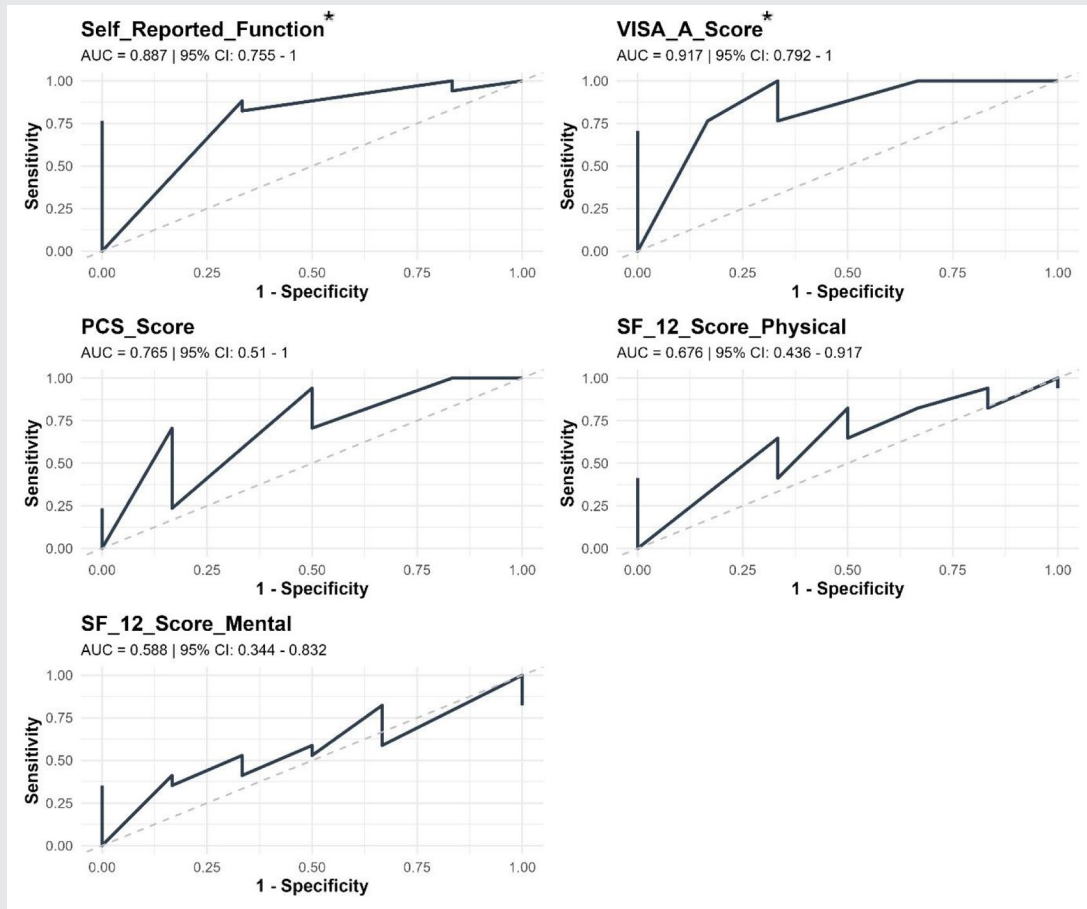 Self_Reported_Function*
AUC = 0.887 | 95% CI: 0.755 - 1
Sensitivity
1.00
0.75
0.50
0.25
0.00
0.00 0.25 0.50 0.75 1.00
1 - Specificity
VISA_A_Score*
AUC = 0.917 | 95% CI: 0.792 - 1
Sensitivity
1.00
0.75
0.50
0.25
0.00
0.00 0.25 0.50 0.75 1.00
1 - Specificity
PCS_Score
AUC = 0.765 | 95% CI: 0.51 - 1
Sensitivity
1.00
0.75
0.50
0.25
0.00
0.00 0.25 0.50 0.75 1.00
1 - Specificity
SF_12_Score_Physical
AUC = 0.676 | 95% CI: 0.436 - 0.917
Sensitivity
1.00
0.75
0.50
0.25
0.00
0.00 0.25 0.50 0.75 1.00
1 - Specificity
SF_12_Score_Mental
AUC = 0.588 | 95% CI: 0.344 - 0.832
Sensitivity
1.00
0.75
0.50
0.25
0.00
0.00 0.25 0.50 0.75 1.00
1 - Specificity